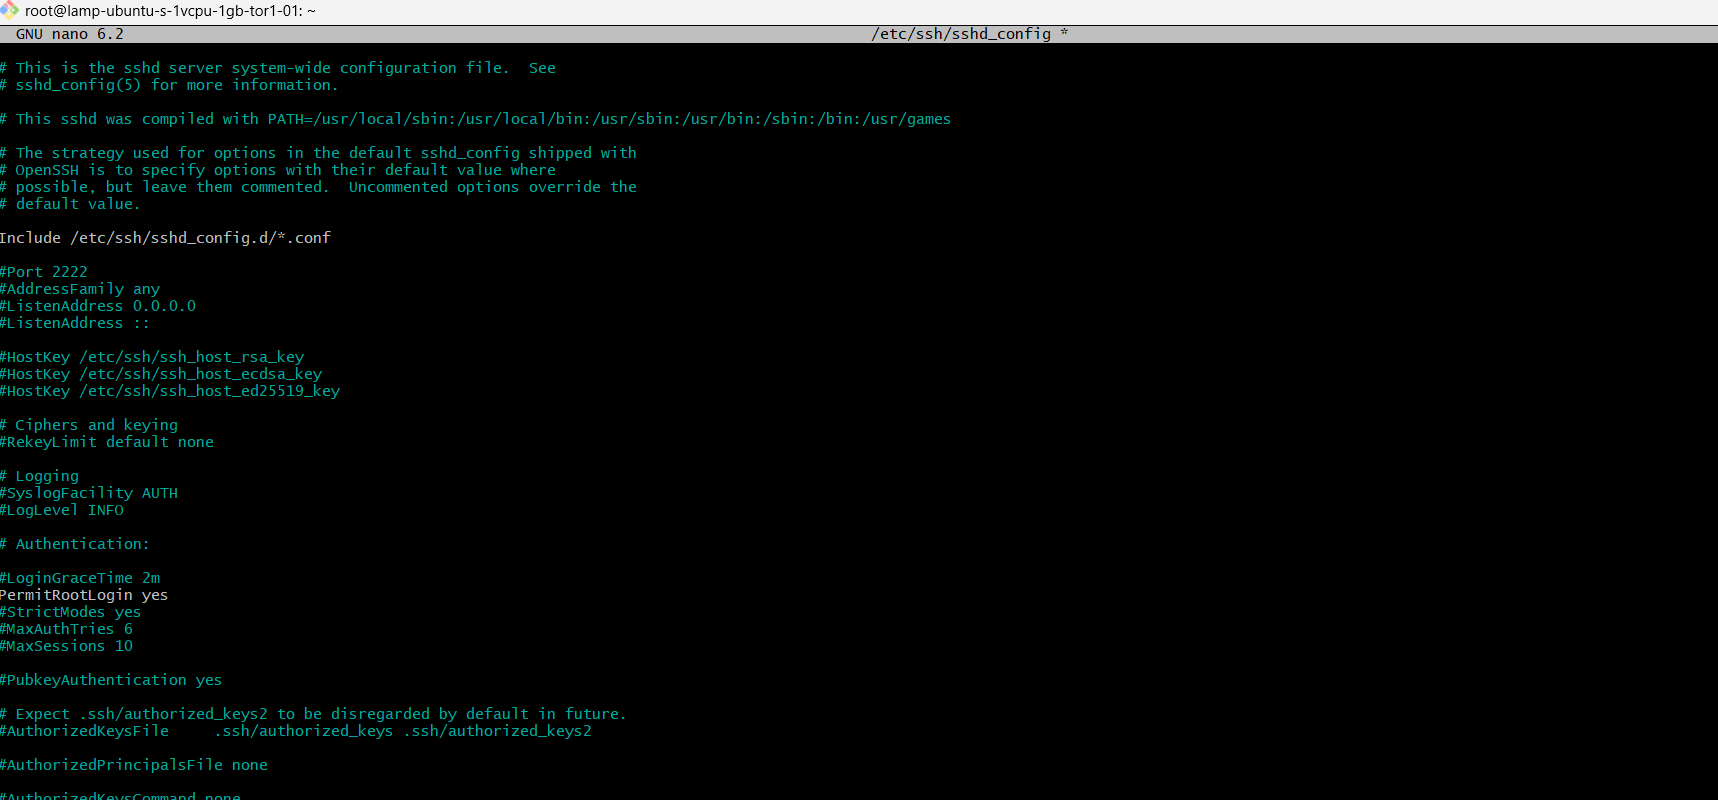 root@lamp-ubuntu-s-1vcpu-1gb-tor1-01: ~
GNU nano 6.2 /etc/ssh/sshd_config *
# This is the sshd server system-wide configuration file.  See
# sshd_config(5) for more information.
# This sshd was compiled with PATH=/usr/local/sbin:/usr/local/bin:/usr/sbin:/usr/bin:/sbin:/bin:/usr/games
# The strategy used for options in the default sshd_config shipped with
# OpenSSH is to specify options with their default value where
# possible, but leave them commented.  Uncommented options override the
# default value.
Include /etc/ssh/sshd_config.d/*.conf
#Port 2222
#AddressFamily any
#ListenAddress 0.0.0.0
#ListenAddress ::
#HostKey /etc/ssh/ssh_host_rsa_key
#HostKey /etc/ssh/ssh_host_ecdsa_key
#HostKey /etc/ssh/ssh_host_ed25519_key
# Ciphers and keying
#RekeyLimit default none
# Logging
#SyslogFacility AUTH
#LogLevel INFO
# Authentication:
#LoginGraceTime 2m
PermitRootLogin yes
#StrictModes yes
#MaxAuthTries 6
#MaxSessions 10
#PubkeyAuthentication yes
# Expect .ssh/authorized_keys2 to be disregarded by default in future.
#AuthorizedKeysFile     .ssh/authorized_keys .ssh/authorized_keys2
#AuthorizedPrincipalsFile none
#AuthorizedKeysCommand none